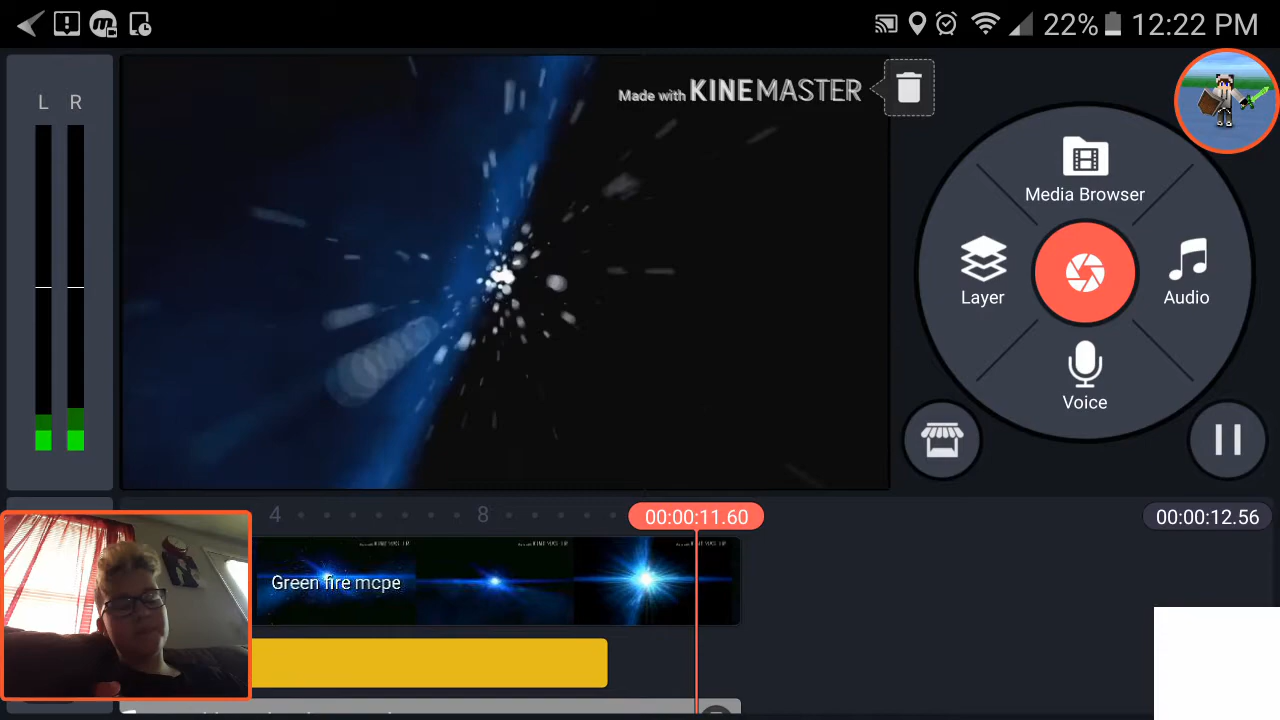 22% 12:22 PM
L R
Made with KINEMASTER
Media Browser
Layer
Audio
Voice
4 8
00:00:11.60
00:00:12.56
Green fire mcpe